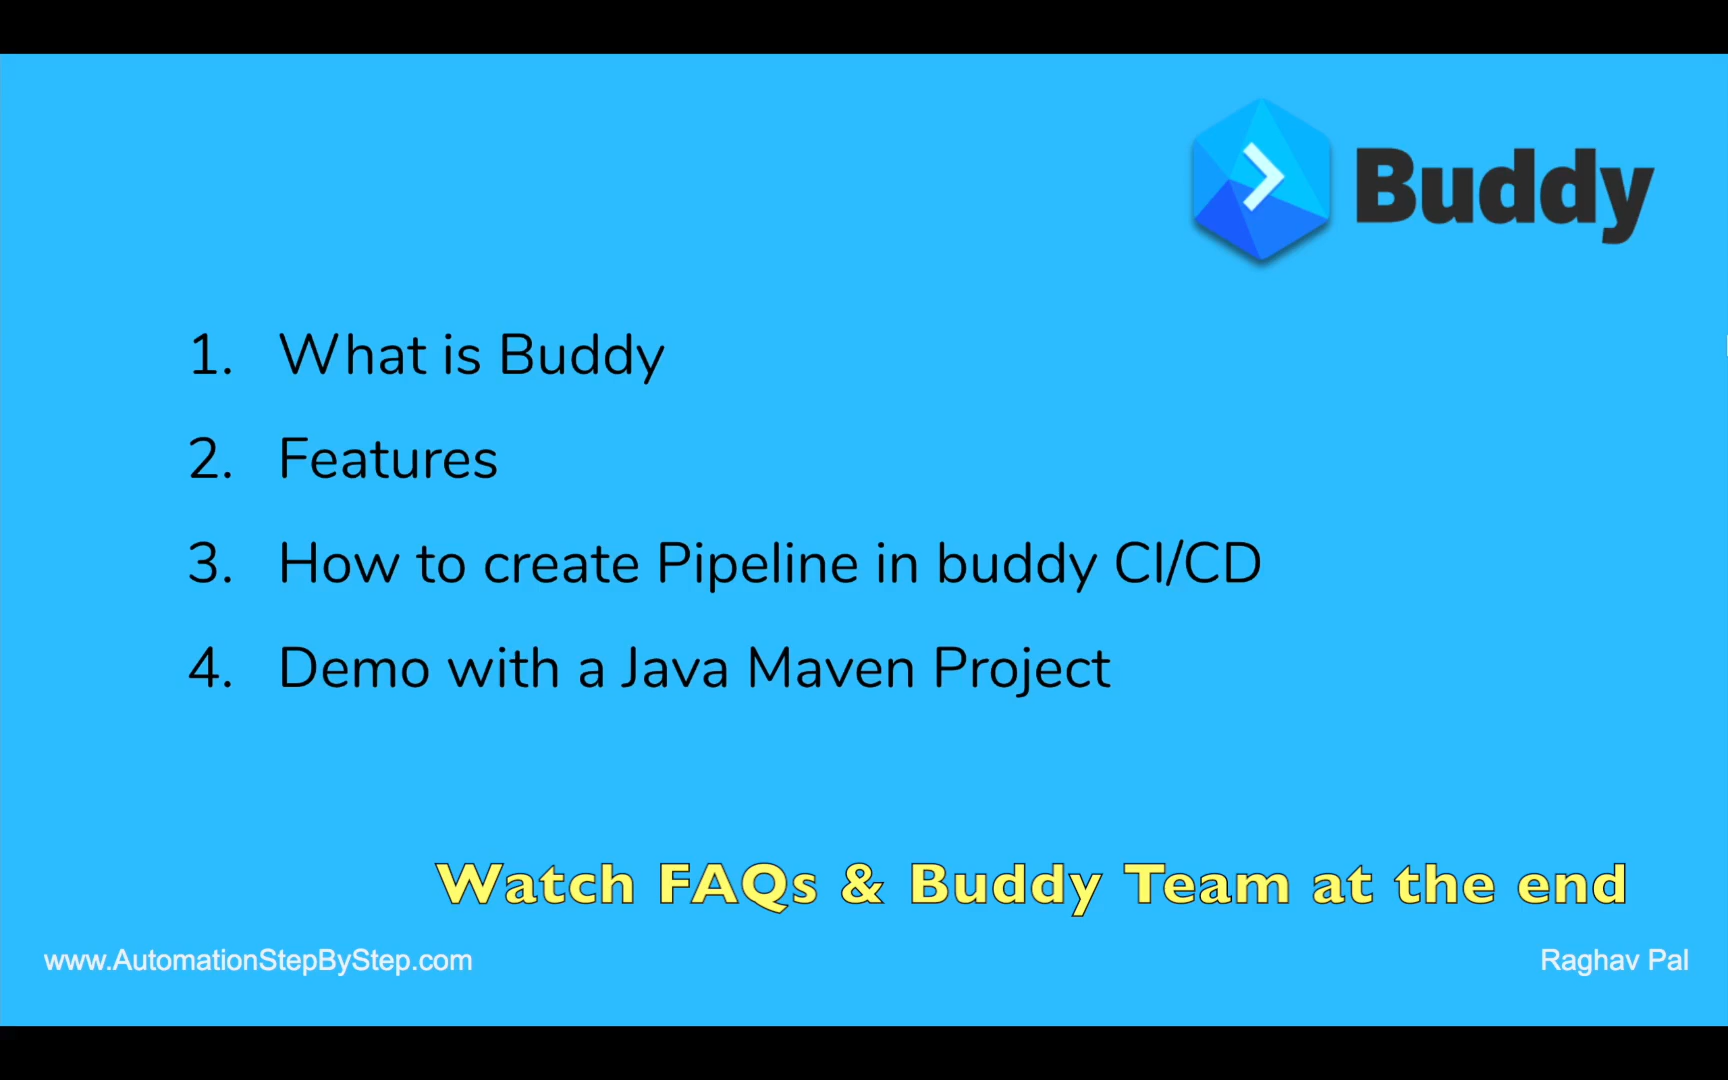 Buddy
1. What is Buddy
2. Features
3. How to create Pipeline in buddy CI/CD
4. Demo with a Java Maven Project
Watch FAQs & Buddy Team at the end
www.AutomationStepByStep.com
Raghav Pal